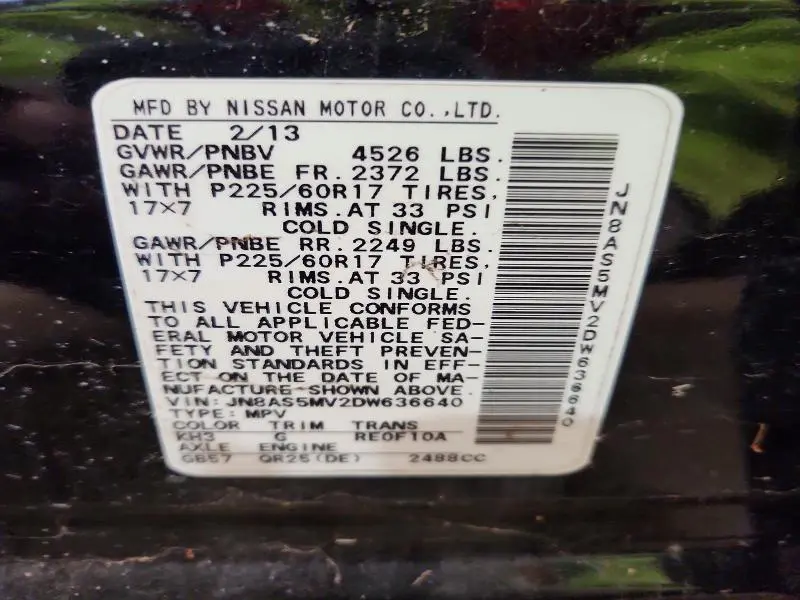 MFD BY NISSAN MOTOR CO.,LTD.
DATE 2/13
GVWR/PNBV 4526 LBS.
GAWR/PNBE FR. 2372 LBS.
WITH P225/60R17 TIRES,
17×7 RIMS. AT 33 PSI
COLD SINGLE.
GAWR/PNBE RR. 2249 LBS.
WITH P225/60R17 TIRES,
17×7 RIMS. AT 33 PSI
COLD SINGLE.
THIS VEHICLE CONFORMS
TO ALL APPLICABLE FED-
ERAL MOTOR VEHICLE SA-
FETY AND THEFT PREVEN-
TION STANDARDS IN EFF-
ECT ON THE DATE OF MA-
NUFACTURE SHOWN ABOVE.
VIN: JN8AS5MV2DW636640
TYPE: MPV
COLOR TRIM TRANS
KH3 G RE0F10A
AXLE ENGINE
GB57 QR25(DE) 2488CC
JN8AS5MV2DW636640